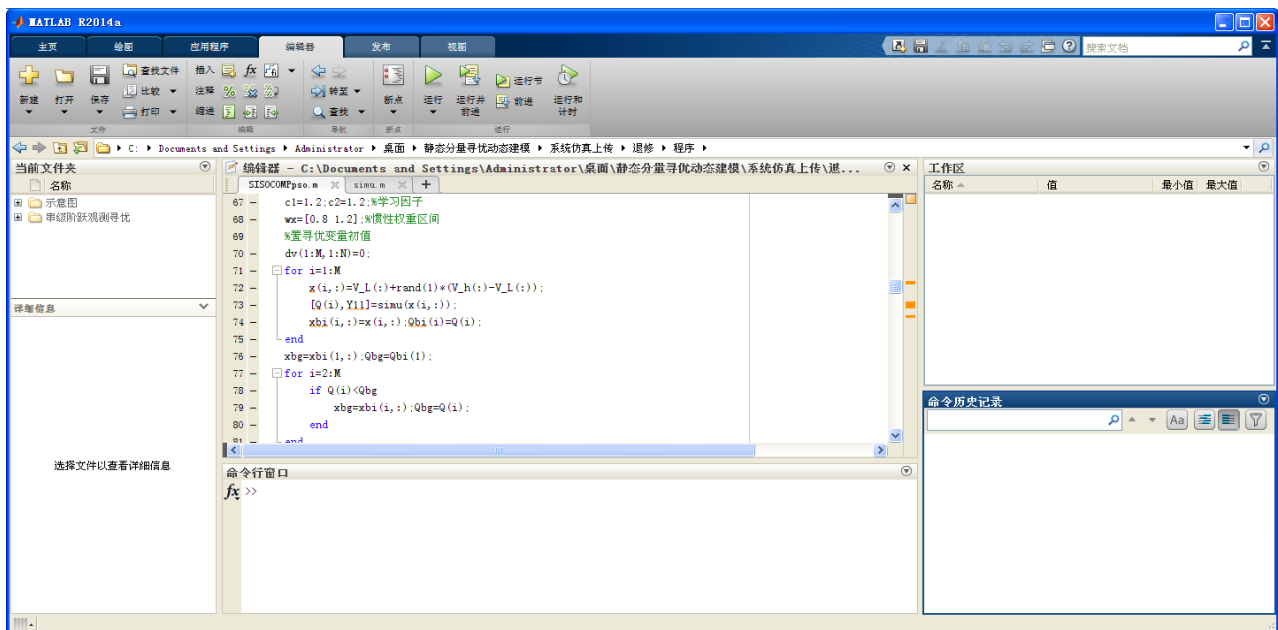 MATLAB R2014a
主页 绘图 应用程序 编辑器 发布 视图 搜索文档
新建 打开 保存 查找文件 比较 打印 插入 fx 注释 缩进 转至 查找 断点 运行 运行并前进 运行节 前进 运行和计时
文件 编辑 导航 断点 运行
C: Documents and Settings Administrator 桌面 静态分量寻优动态建模 系统仿真上传 退修 程序
当前文件夹
名称
示意图
串级阶跃观测寻优
详细信息
选择文件以查看详细信息
编辑器 - C:\Documents and Settings\Administrator\桌面\静态分量寻优动态建模\系统仿真上传\退...
SISOCOMPpso.m simu.m
67 - c1=1.2;c2=1.2;%学习因子
68 - wx=[0.8 1.2];%惯性权重区间
69 %置寻优变量初值
70 - dv(1:M,1:N)=0;
71 - for i=1:M
72 - x(i,:)=V_L(:)+rand(1)*(V_h(:)-V_L(:));
73 - [Q(i),Y11]=simu(x(i,:));
74 - xbi(i,:)=x(i,:);Qbi(i)=Q(i);
75 - end
76 - xbg=xbi(1,:);Qbg=Qbi(1);
77 - for i=2:M
78 - if Q(i)<Qbg
79 - xbg=xbi(i,:);Qbg=Q(i);
80 - end
81 - end
命令行窗口
fx >>
工作区
名称 值 最小值 最大值
命令历史记录
Aa